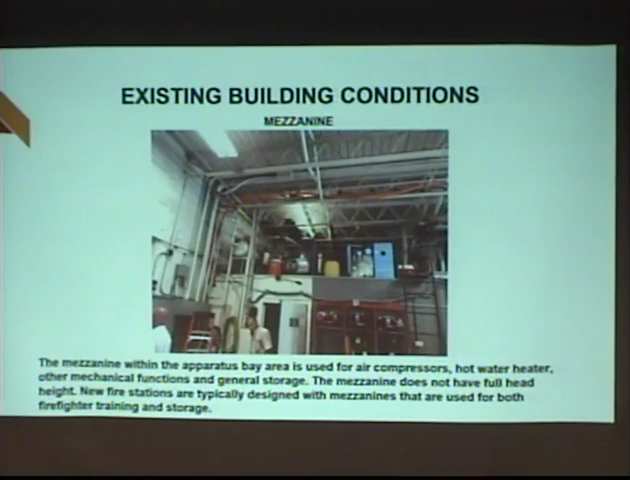 EXISTING BUILDING CONDITIONS
MEZZANINE
The mezzanine within the apparatus bay area is used for air compressors, hot water heater,
other mechanical functions and general storage. The mezzanine does not have full head
height. New fire stations are typically designed with mezzanines that are used for both
firefighter training and storage.